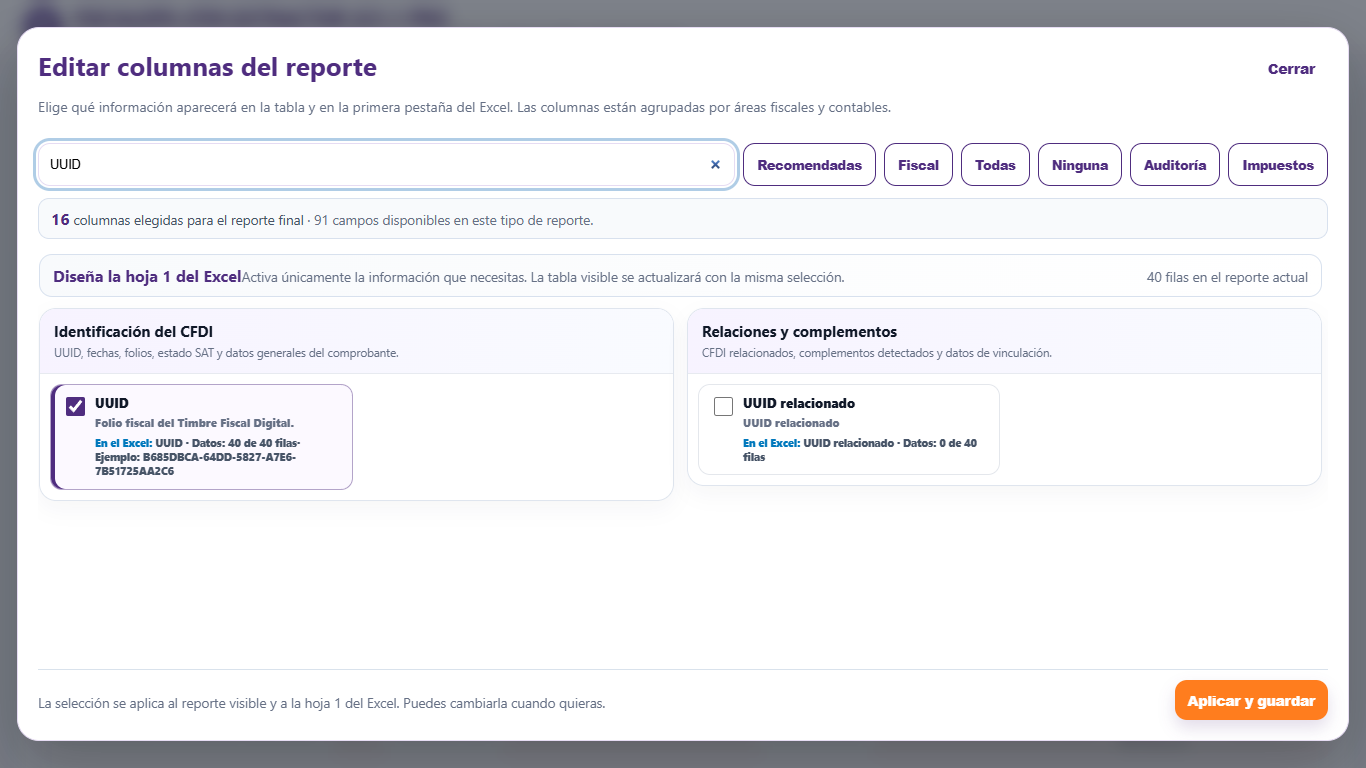 Editar columnas del reporte
Cerrar
Elige qué información aparecerá en la tabla y en la primera pestaña del Excel. Las columnas están agrupadas por áreas fiscales y contables.
UUID
×
Recomendadas
Fiscal
Todas
Ninguna
Auditoría
Impuestos
16 columnas elegidas para el reporte final · 91 campos disponibles en este tipo de reporte.
Diseña la hoja 1 del Excel Activa únicamente la información que necesitas. La tabla visible se actualizará con la misma selección.
40 filas en el reporte actual
Identificación del CFDI
UUID, fechas, folios, estado SAT y datos generales del comprobante.
UUID
Folio fiscal del Timbre Fiscal Digital.
En el Excel: UUID · Datos: 40 de 40 filas·
Ejemplo: B685DBCA-64DD-5827-A7E6-
7B51725AA2C6
Relaciones y complementos
CFDI relacionados, complementos detectados y datos de vinculación.
UUID relacionado
UUID relacionado
En el Excel: UUID relacionado · Datos: 0 de 40
filas
La selección se aplica al reporte visible y a la hoja 1 del Excel. Puedes cambiarla cuando quieras.
Aplicar y guardar